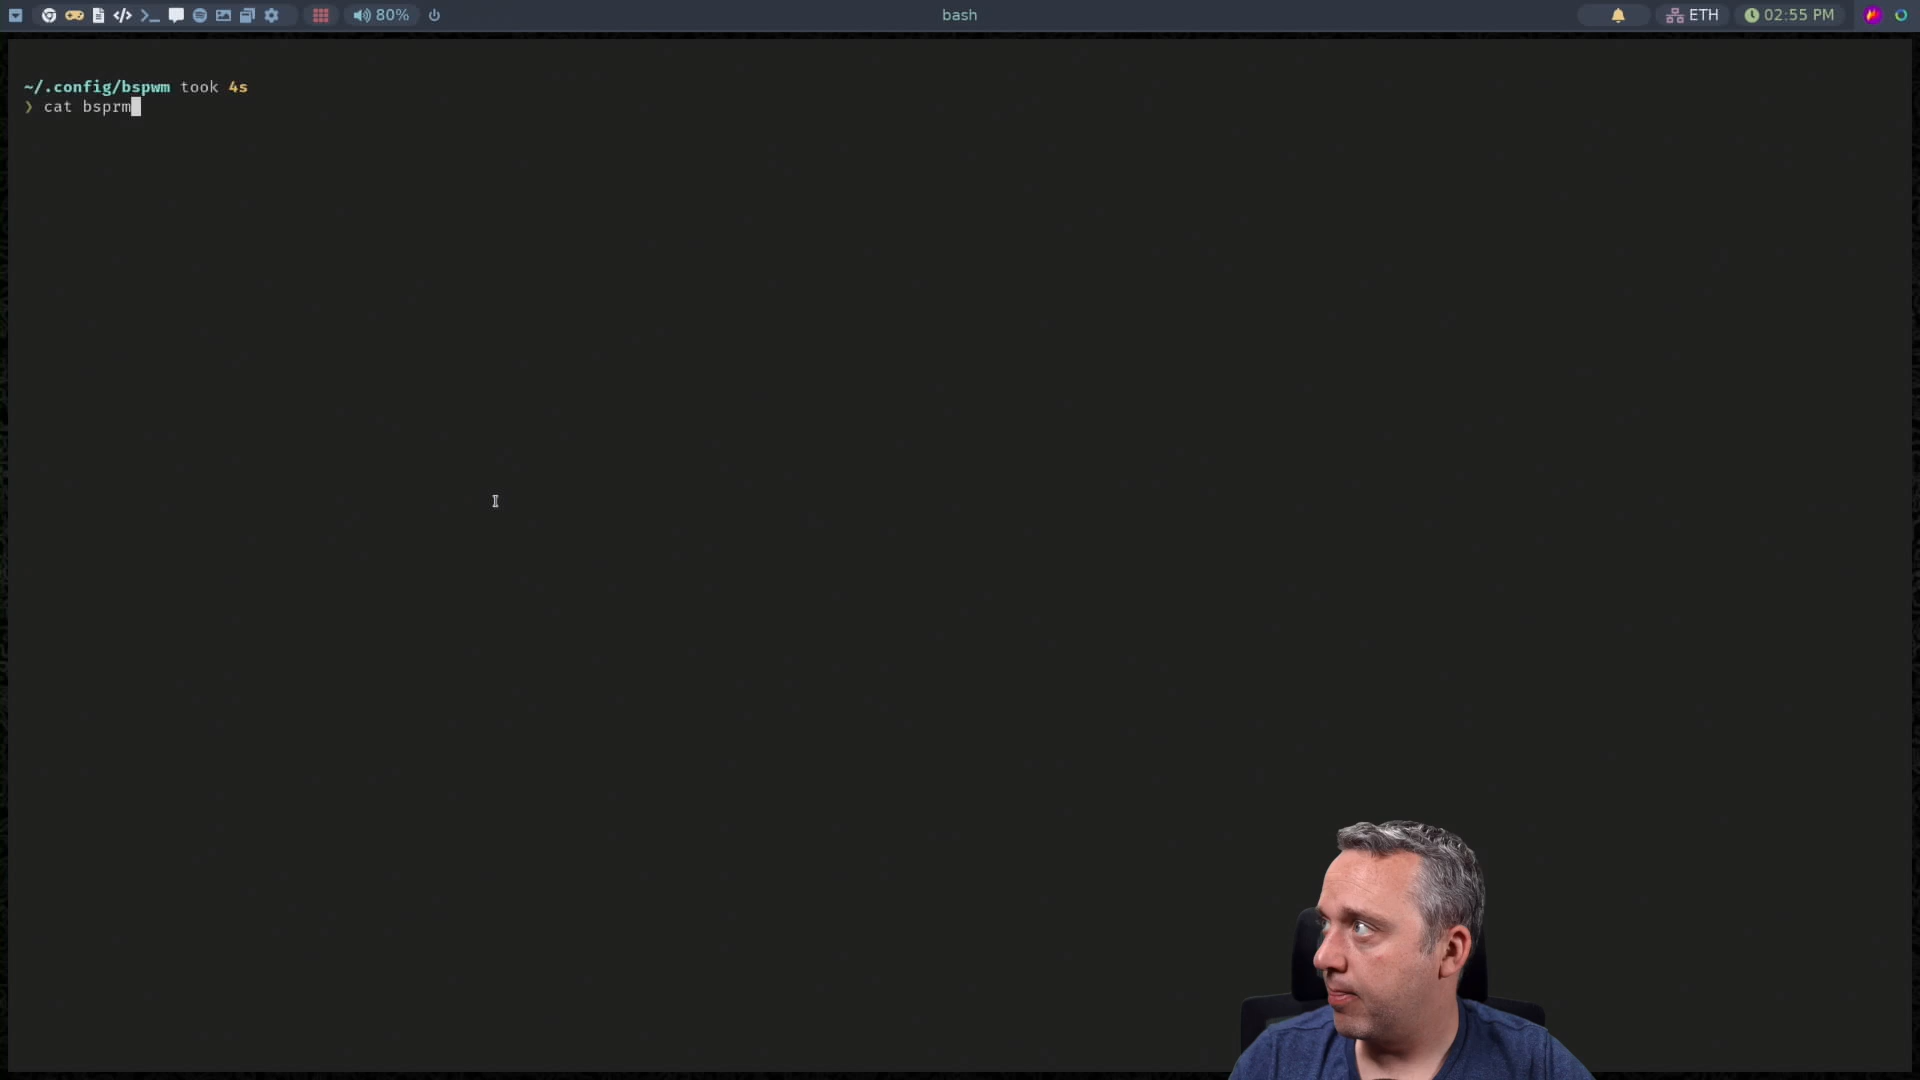 80%
bash
ETH
02:55 PM
~/.config/bspwm took 4s
❯ cat bsprm